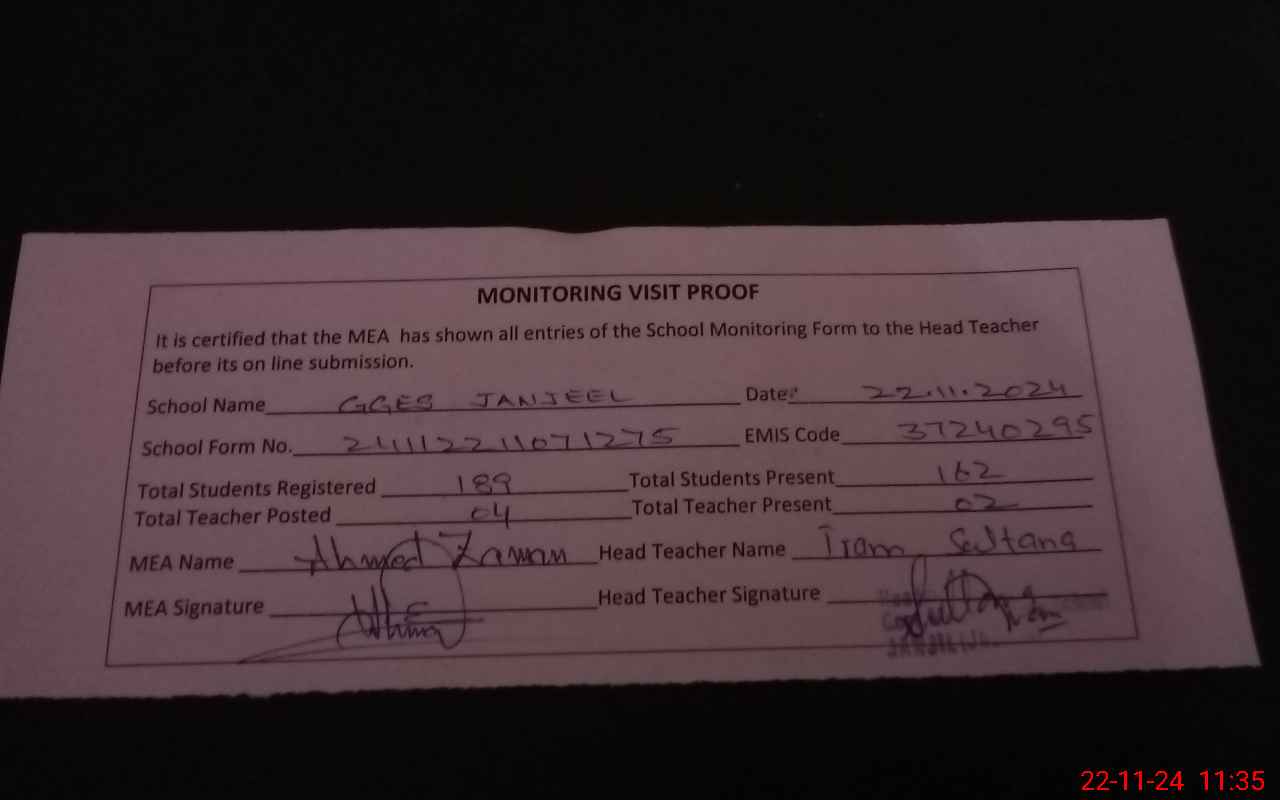 MONITORING VISIT PROOF
It is certified that the MEA has shown all entries of the School Monitoring Form to the Head Teacher
before its on line submission.
School Name GGES JANJEEL Date: 22.11.2024
School Form No. 241112211071275 EMIS Code 37240295
Total Students Registered 189 Total Students Present 162
Total Teacher Posted 04 Total Teacher Present 02
MEA Name Ahmed Zaman Head Teacher Name Iram Sultana
MEA Signature Head Teacher Signature
22-11-24 11:35